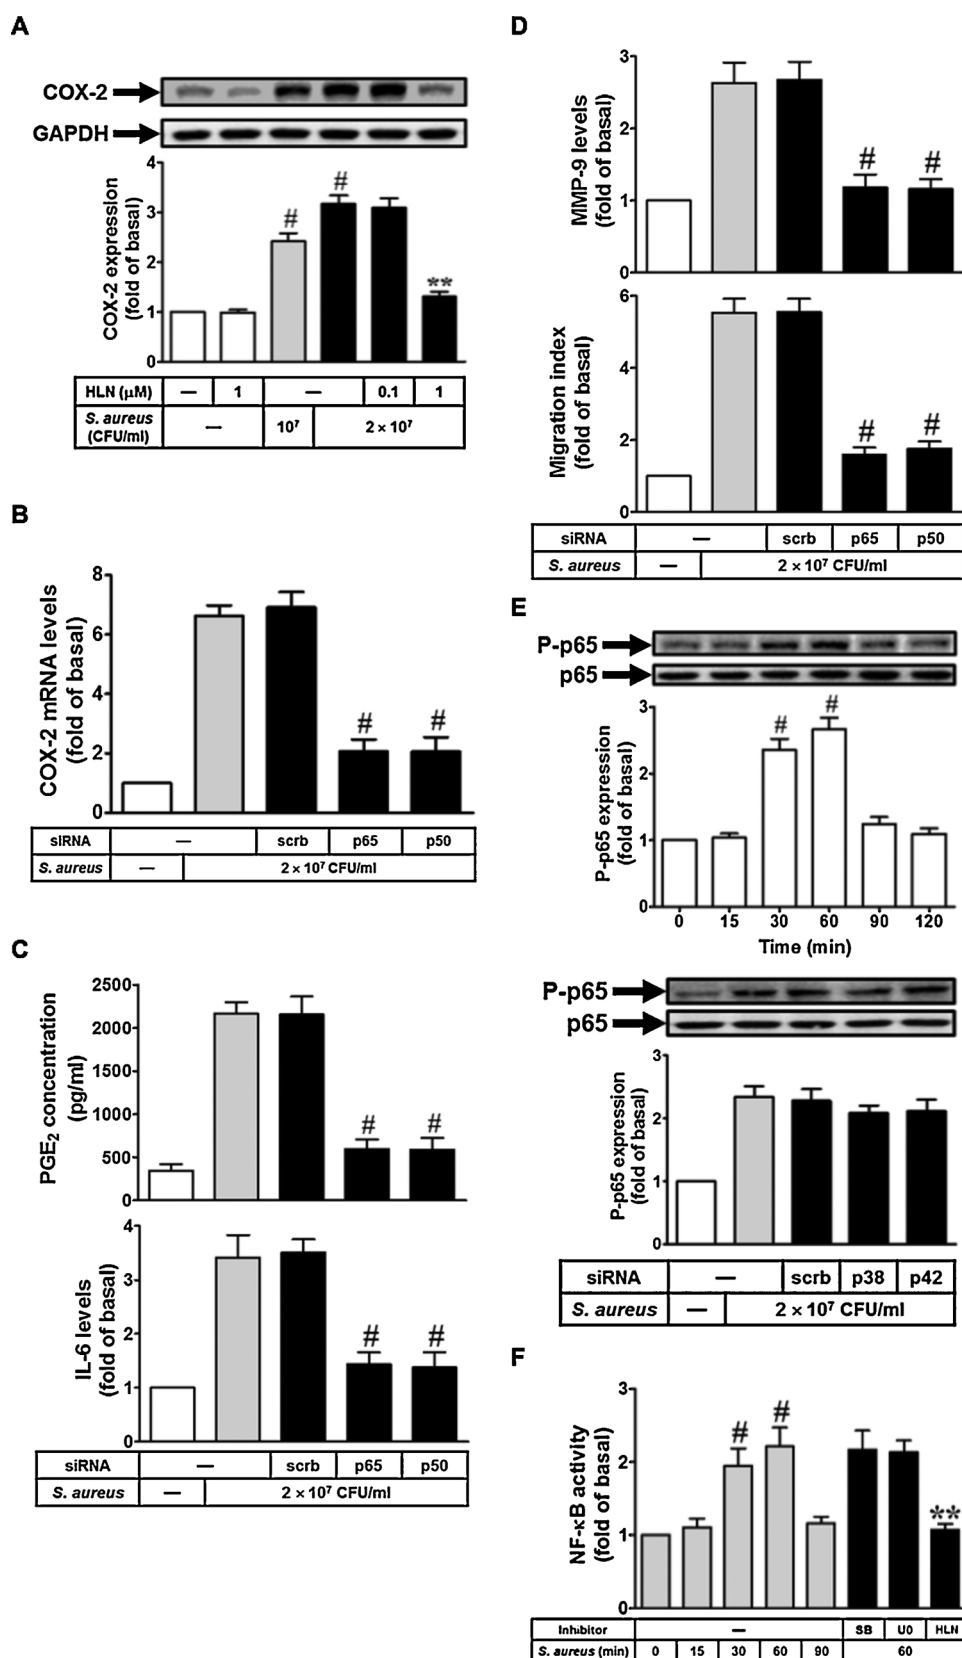 A
COX-2
GAPDH
COX-2 expression
(fold of basal)
4
3
2
1
0
# # **
HLN (μM) — 1 — 0.1 1
S. aureus (CFU/ml) — 10⁷ 2 × 10⁷
B
COX-2 mRNA levels
(fold of basal)
8
6
4
2
0
# #
siRNA — scrb p65 p50
S. aureus — 2 × 10⁷ CFU/ml
C
PGE₂ concentration
(pg/ml)
2500
2000
1500
1000
500
0
# #
IL-6 levels
(fold of basal)
4
3
2
1
0
# #
siRNA — scrb p65 p50
S. aureus — 2 × 10⁷ CFU/ml
D
MMP-9 levels
(fold of basal)
3
2
1
0
# #
Migration index
(fold of basal)
6
4
2
0
# #
siRNA — scrb p65 p50
S. aureus — 2 × 10⁷ CFU/ml
E
P-p65
p65
P-p65 expression
(fold of basal)
3
2
1
0
# #
0 15 30 60 90 120
Time (min)
P-p65
p65
P-p65 expression
(fold of basal)
3
2
1
0
siRNA — scrb p38 p42
S. aureus — 2 × 10⁷ CFU/ml
F
NF-κB activity
(fold of basal)
3
2
1
0
# # **
Inhibitor — SB U0 HLN
S. aureus (min) 0 15 30 60 90 60